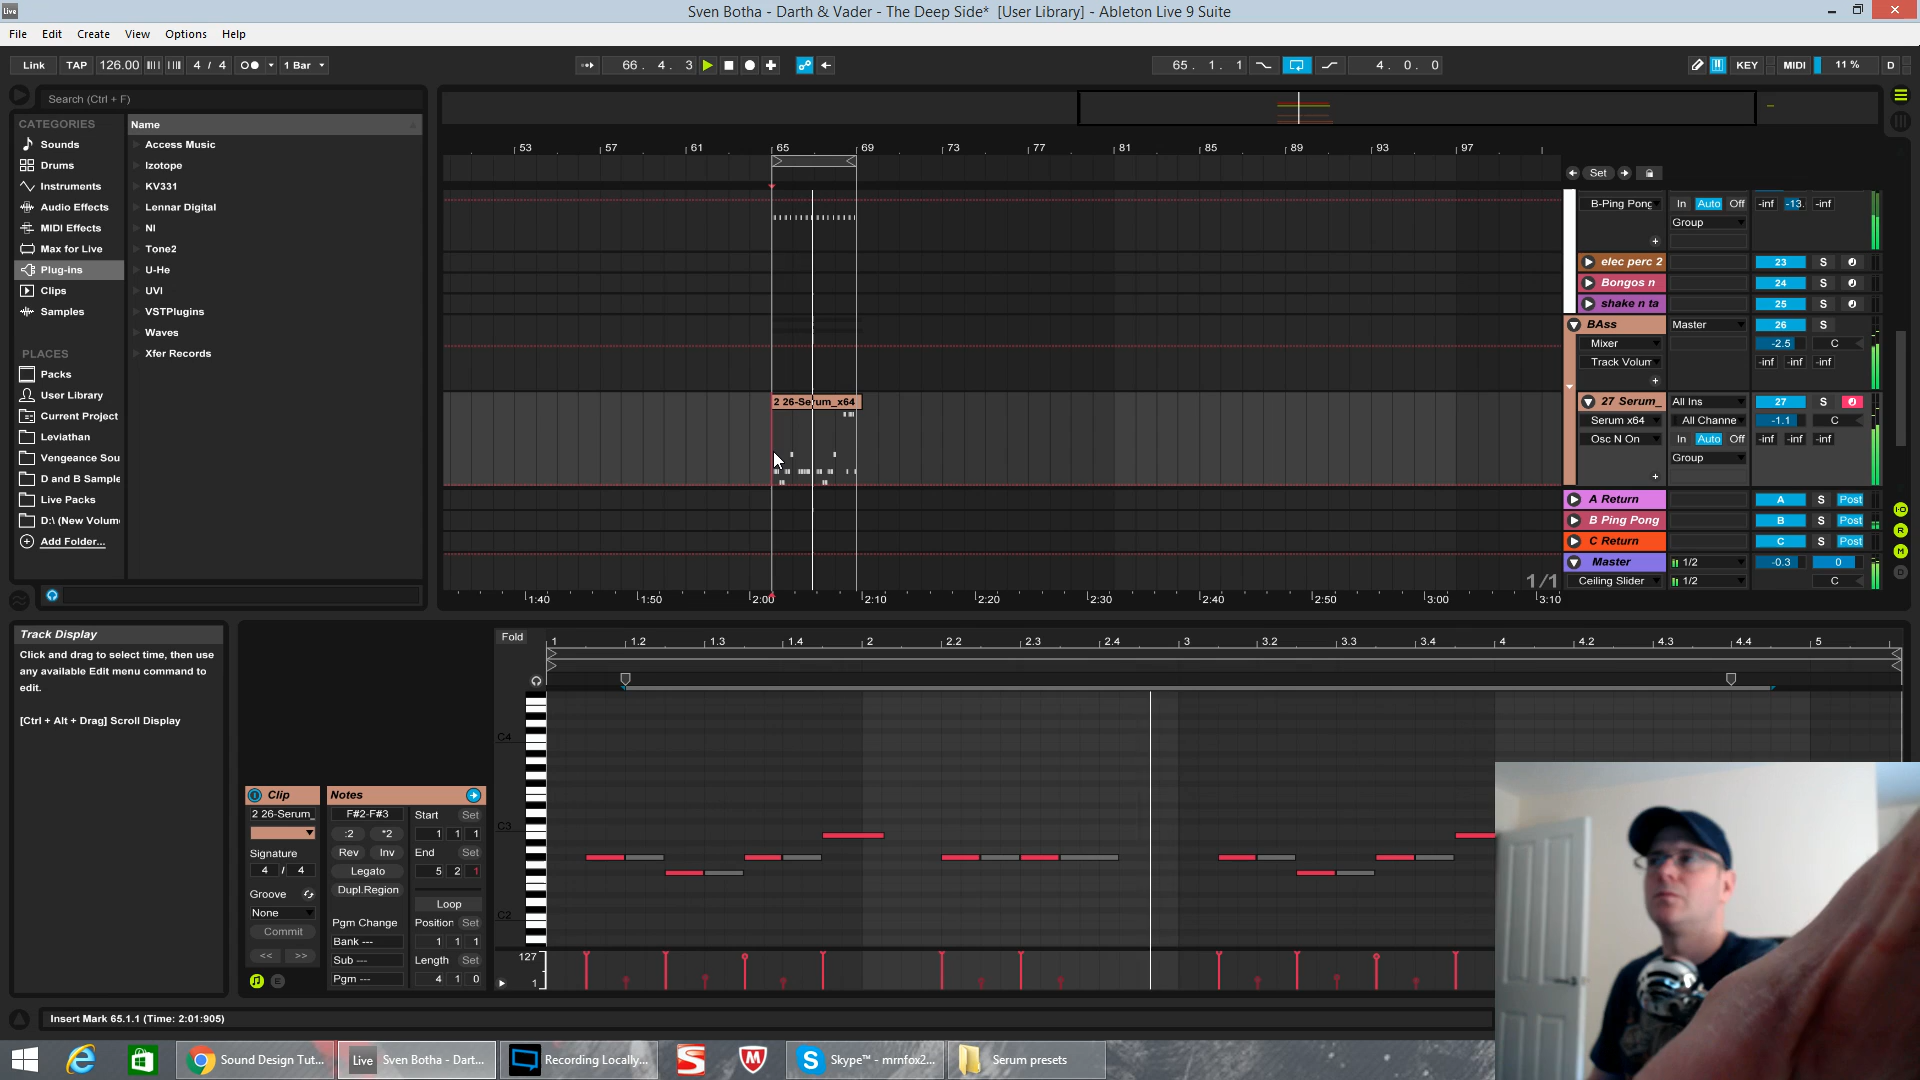 Live
Sven Botha - Darth & Vader - The Deep Side* [User Library] - Ableton Live 9 Suite
File Edit Create View Options Help
Link TAP 126.00 4 / 4 1 Bar 66. 4. 3 65. 1. 1 4. 0. 0 KEY MIDI 11 % D
Search (Ctrl + F)
CATEGORIES
Sounds
Drums
Instruments
Audio Effects
MIDI Effects
Max for Live
Plug-ins
Clips
Samples
PLACES
Packs
User Library
Current Project
Leviathan
Vengeance Sou
D and B Sample
Live Packs
D:\ (New Volum
Add Folder...
Name
Access Music
Izotope
KV331
Lennar Digital
NI
Tone2
U-He
UVI
VSTPlugins
Waves
Xfer Records
53 57 61 65 69 73 77 81 85 89 93 97
Set
B-Ping Pong In Auto Off -inf -13. -inf
Group
elec perc 2 23 S
Bongos n 24 S
shake n ta 25 S
BAss Master 26 S
Mixer -2.5 C
Track Volum -inf -inf -inf
2 26-Serum_x64
27 Serum_ All Ins 27 S
Serum x64 All Channe -1.1 C
Osc N On In Auto Off -inf -inf -inf
Group
A Return A S Post
B Ping Pong B S Post
C Return C S Post
Master 1/2 -0.3 0
Ceiling Slider 1/2 C
1/1
1:40 1:50 2:00 2:10 2:20 2:30 2:40 2:50 3:00 3:10
I·O
R
M
D
Track Display
Click and drag to select time, then use
any available Edit menu command to
edit.
[Ctrl + Alt + Drag] Scroll Display
Fold
1 1.2 1.3 1.4 2 2.2 2.4 3 3.2 3.3 3.4 4 4.2 4.3 4.4 5
C4
C3
C2
127
1
Clip
2 26-Serum_
Signature
4 / 4
Groove
None
Commit
<< >>
E
Notes
F#2-F#3
:2 *2
Rev Inv
Legato
Dupl.Region
Pgm Change
Bank ---
Sub ---
Pgm ---
Start Set
1 1 1
End Set
5 2 1
Loop
Position Set
1 1 1
Length Set
4 1 0
Insert Mark 65.1.1 (Time: 2:01:905)
Sound Design Tut...
Live Sven Botha - Dart...
Recording Locally...
Skype™ - mrnfox2...
Serum presets